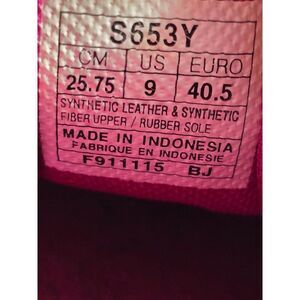 S653Y
CM US EURO
25.75 9 40.5
SYNTHETIC LEATHER & SYNTHETIC
FIBER UPPER / RUBBER SOLE
MADE IN INDONESIA
FABRIQUE EN INDONESIE
F911115 BJ